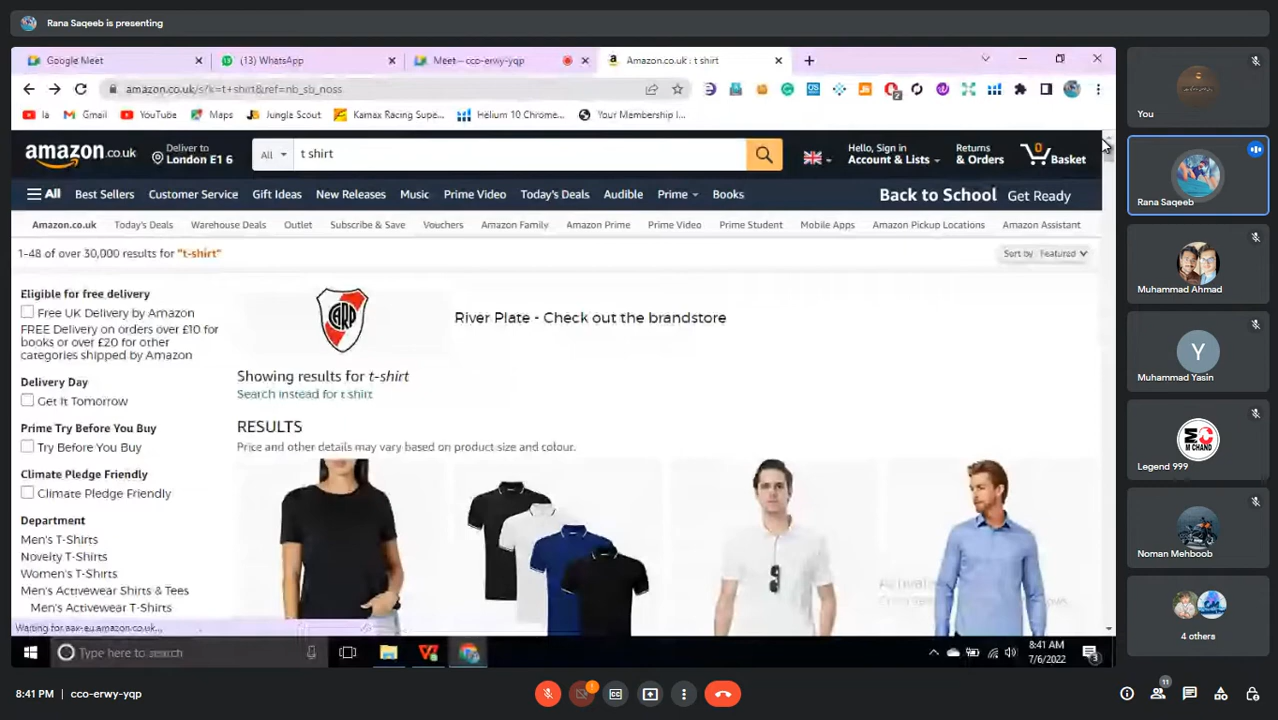 Rana Saqeeb is presenting
Google Meet
(13) WhatsApp
Meet – cco-erwy-yqp
Amazon.co.uk : t shirt
amazon.co.uk/s?k=t+shirt&ref=nb_sb_noss
la
Gmail
YouTube
Maps
Jungle Scout
Kamax Racing Supe...
Helium 10 Chrome...
Your Membership I...
amazon.co.uk
Deliver to
London E1 6
All
t shirt
Hello, Sign in
Account & Lists
Returns
& Orders
0
Basket
All
Best Sellers
Customer Service
Gift Ideas
New Releases
Music
Prime Video
Today's Deals
Audible
Prime
Books
Back to School Get Ready
Amazon.co.uk
Today's Deals
Warehouse Deals
Outlet
Subscribe & Save
Vouchers
Amazon Family
Amazon Prime
Prime Video
Prime Student
Mobile Apps
Amazon Pickup Locations
Amazon Assistant
1-48 of over 30,000 results for "t-shirt"
Sort by Featured
Eligible for free delivery
Free UK Delivery by Amazon
FREE Delivery on orders over £10 for
books or over £20 for other
categories shipped by Amazon
Delivery Day
Get It Tomorrow
Prime Try Before You Buy
Try Before You Buy
Climate Pledge Friendly
Climate Pledge Friendly
Department
Men's T-Shirts
Novelty T-Shirts
Women's T-Shirts
Men's Activewear Shirts & Tees
Men's Activewear T-Shirts
CARP
River Plate - Check out the brandstore
Showing results for t-shirt
Search instead for t shirt
RESULTS
Price and other details may vary based on product size and colour.
Waiting for aax-eu.amazon.co.uk...
Type here to search
8:41 AM
7/6/2022
3
You
Rana Saqeeb
Muhammad Ahmad
Y
Muhammad Yasin
MC
M CHAND
Legend 999
Noman Mehboob
4 others
8:41 PM
cco-erwy-yqp
11